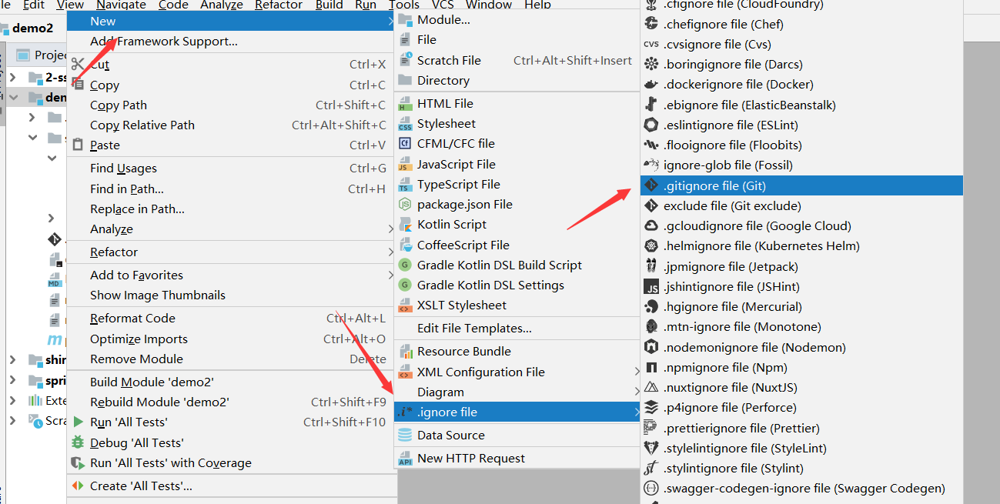 Edit View Navigate Code Analyze Refactor Build Run Tools VCS Window Help
demo2
Projec
2-ss
den
shir
spri
Exte
Scra
MD
m
New
Add Framework Support...
Cut Ctrl+X
Copy Ctrl+C
Copy Path Ctrl+Shift+C
Copy Relative Path Ctrl+Alt+Shift+C
Paste Ctrl+V
Find Usages Ctrl+G
Find in Path... Ctrl+H
Replace in Path...
Analyze
Refactor
Add to Favorites
Show Image Thumbnails
Reformat Code Ctrl+Alt+L
Optimize Imports Ctrl+Alt+O
Remove Module Delete
Build Module 'demo2'
Rebuild Module 'demo2' Ctrl+Shift+F9
Run 'All Tests' Ctrl+Shift+F10
Debug 'All Tests'
Run 'All Tests' with Coverage
Create 'All Tests'...
Module...
File
Scratch File Ctrl+Alt+Shift+Insert
Directory
HTML File
Stylesheet
CFML/CFC file
JavaScript File
TypeScript File
package.json File
Kotlin Script
CoffeeScript File
Gradle Kotlin DSL Build Script
Gradle Kotlin DSL Settings
XSLT Stylesheet
Edit File Templates...
Resource Bundle
XML Configuration File
Diagram
.i* .ignore file
Data Source
New HTTP Request
.cfignore file (CloudFoundry)
.chefignore file (Chef)
CVS .cvsignore file (Cvs)
.boringignore file (Darcs)
.dockerignore file (Docker)
.ebignore file (ElasticBeanstalk)
.eslintignore file (ESLint)
.flooignore file (Floobits)
ignore-glob file (Fossil)
.gitignore file (Git)
exclude file (Git exclude)
.gcloudignore file (Google Cloud)
.helmignore file (Kubernetes Helm)
.jpmignore file (Jetpack)
.jshintignore file (JSHint)
.hgignore file (Mercurial)
.mtn-ignore file (Monotone)
.nodemonignore file (Nodemon)
.npmignore file (Npm)
.nuxtignore file (NuxtJS)
.p4ignore file (Perforce)
.prettierignore file (Prettier)
.stylelintignore file (StyleLint)
.stylintignore file (Stylint)
.swagger-codegen-ignore file (Swagger Codegen)